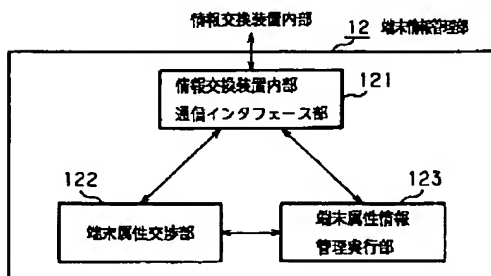 情報交換装置内部
12 端末情報管理部
情報交換装置内部
通信インタフェース部
121
122
端末属性交渉部
123
端末属性情報
管理実行部